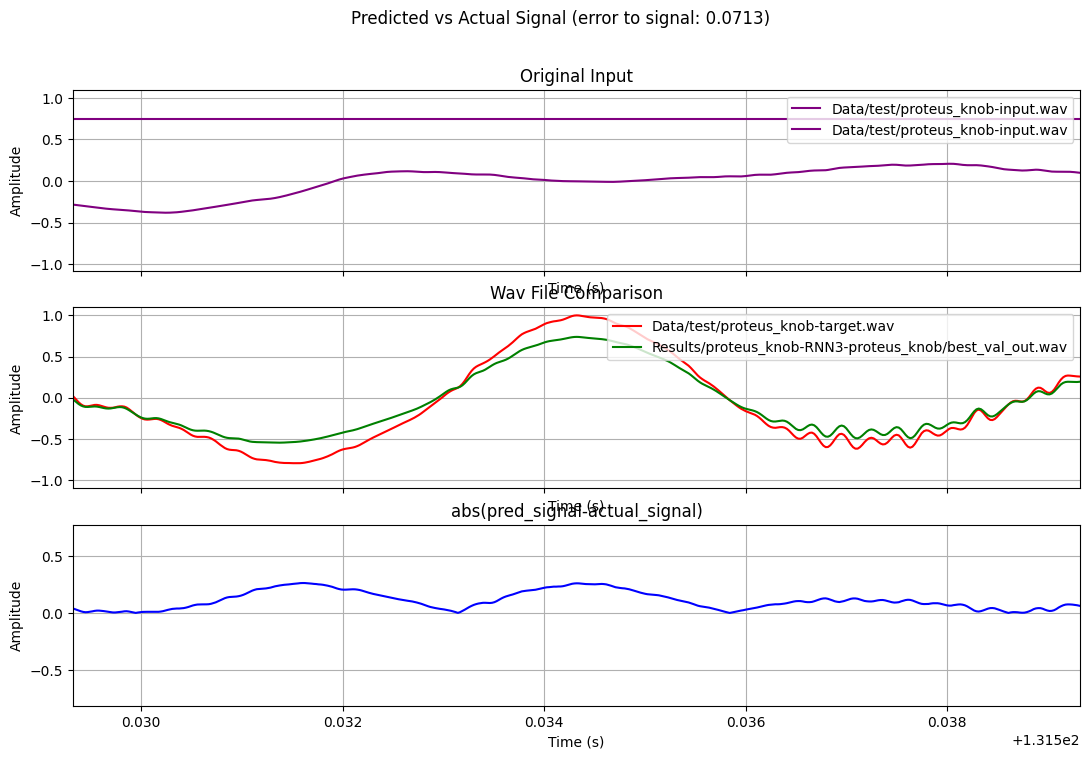 Predicted vs Actual Signal (error to signal: 0.0713)
Original Input
Amplitude
1.0
0.5
0.0
−0.5
−1.0
Data/test/proteus_knob-input.wav
Data/test/proteus_knob-input.wav
Time (s)
Wav File Comparison
Amplitude
1.0
0.5
0.0
−0.5
−1.0
Data/test/proteus_knob-target.wav
Results/proteus_knob-RNN3-proteus_knob/best_val_out.wav
Time (s)
abs(pred_signal-actual_signal)
Amplitude
0.5
0.0
−0.5
0.030 0.032 0.034 0.036 0.038
Time (s)
+1.315e2